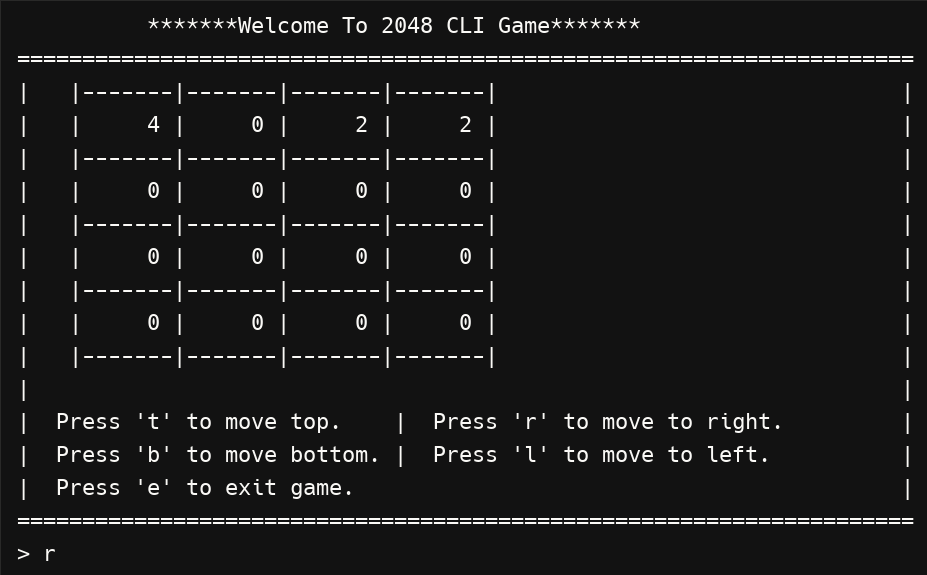 *******Welcome To 2048 CLI Game*******
=====================================================================
|   |-------|-------|-------|-------|                               |
|   |     4 |     0 |     2 |     2 |                               |
|   |-------|-------|-------|-------|                               |
|   |     0 |     0 |     0 |     0 |                               |
|   |-------|-------|-------|-------|                               |
|   |     0 |     0 |     0 |     0 |                               |
|   |-------|-------|-------|-------|                               |
|   |     0 |     0 |     0 |     0 |                               |
|   |-------|-------|-------|-------|                               |
|                                                                   |
|  Press 't' to move top.    |  Press 'r' to move to right.         |
|  Press 'b' to move bottom. |  Press 'l' to move to left.          |
|  Press 'e' to exit game.                                          |
=====================================================================
> r